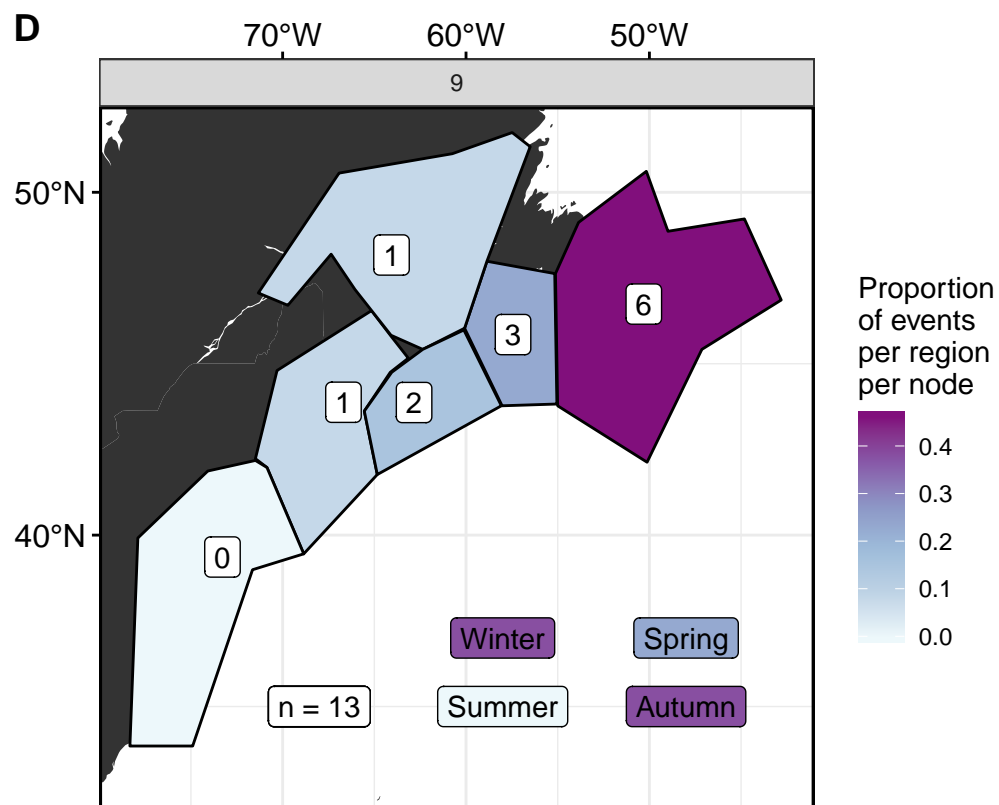 D
70°W 60°W 50°W
9
50°N
40°N
1
6
3
1
2
0
Winter Spring
n = 13 Summer Autumn
Proportion
of events
per region
per node
0.4
0.3
0.2
0.1
0.0